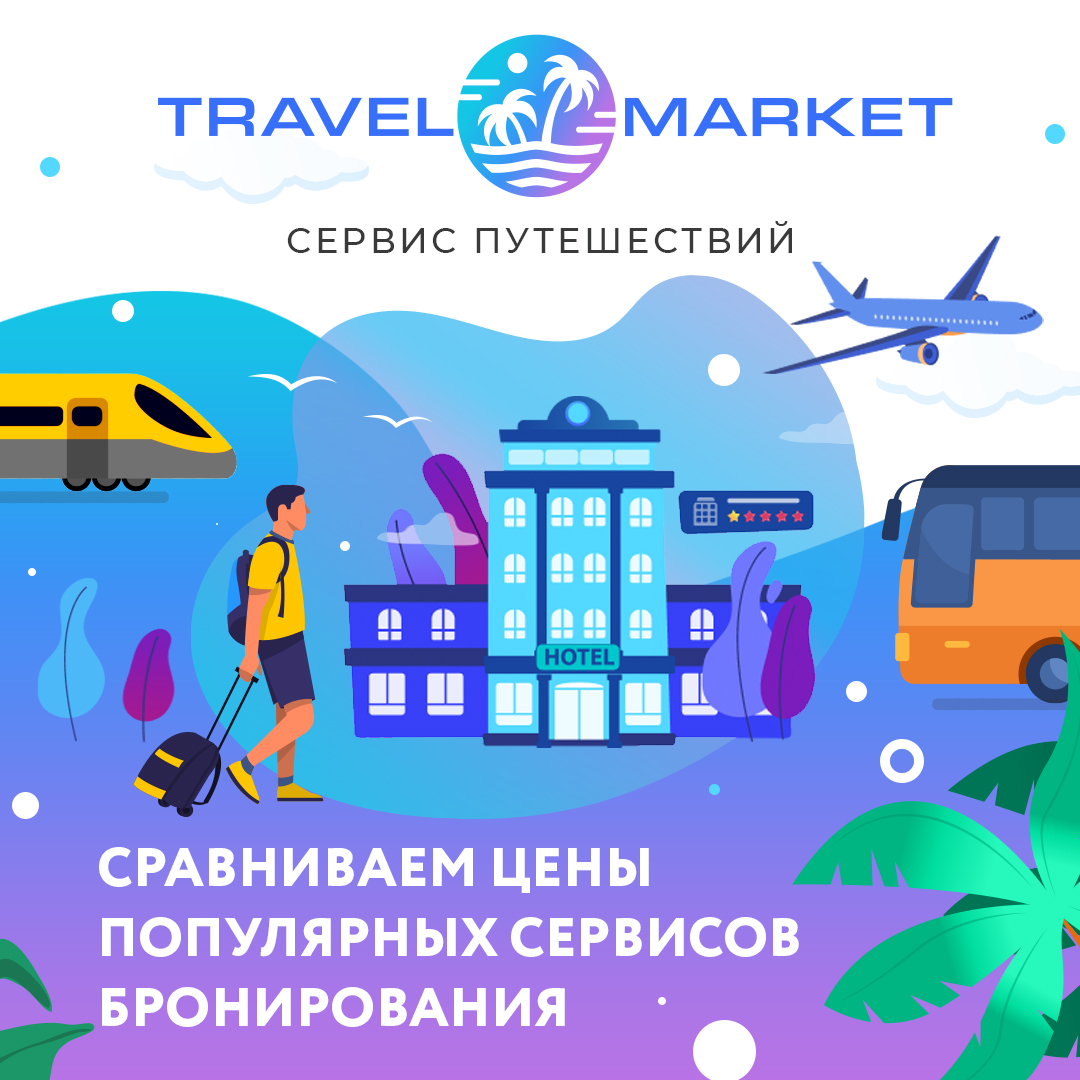 TRAVEL MARKET
СЕРВИС ПУТЕШЕСТВИЙ
HOTEL
СРАВНИВАЕМ ЦЕНЫ
ПОПУЛЯРНЫХ СЕРВИСОВ
БРОНИРОВАНИЯ